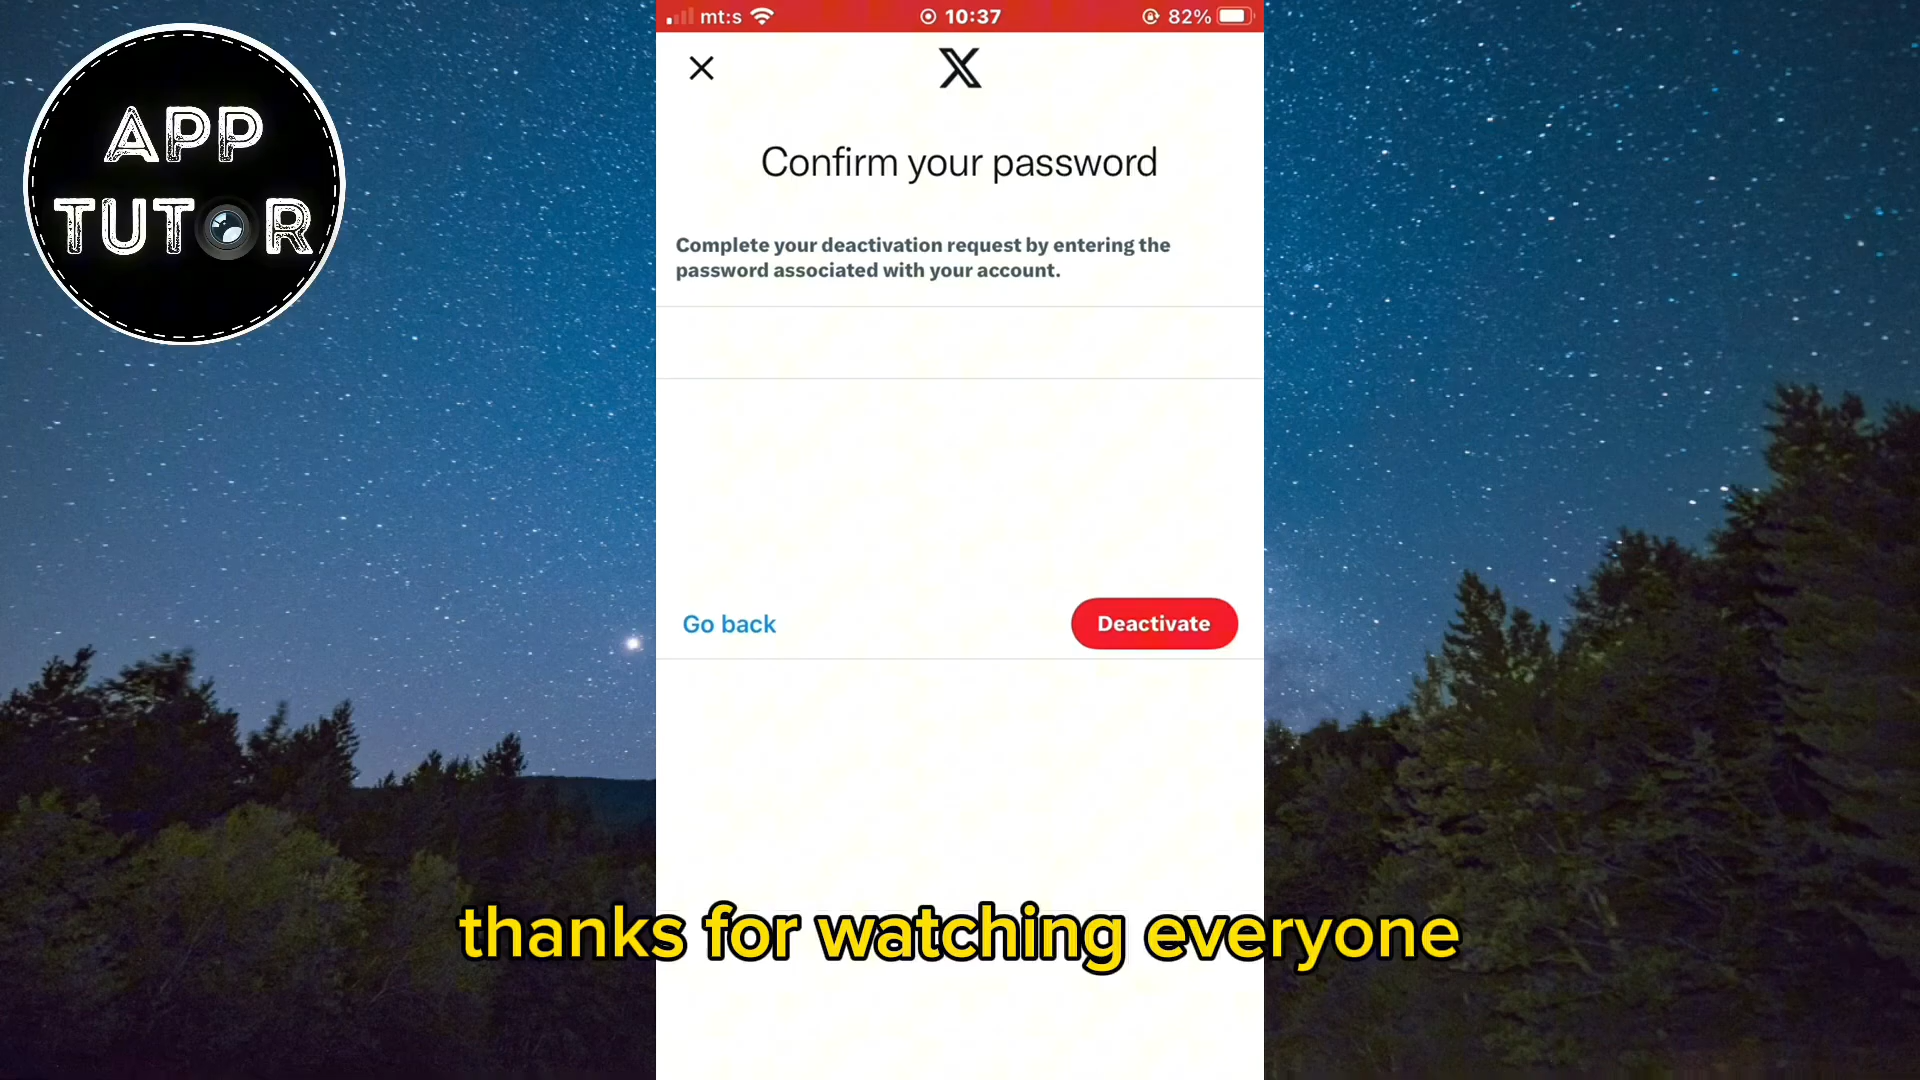 APP
TUTOR
mt:s
10:37
82%
Confirm your password
Complete your deactivation request by entering the
password associated with your account.
Go back
Deactivate
thanks for watching everyone